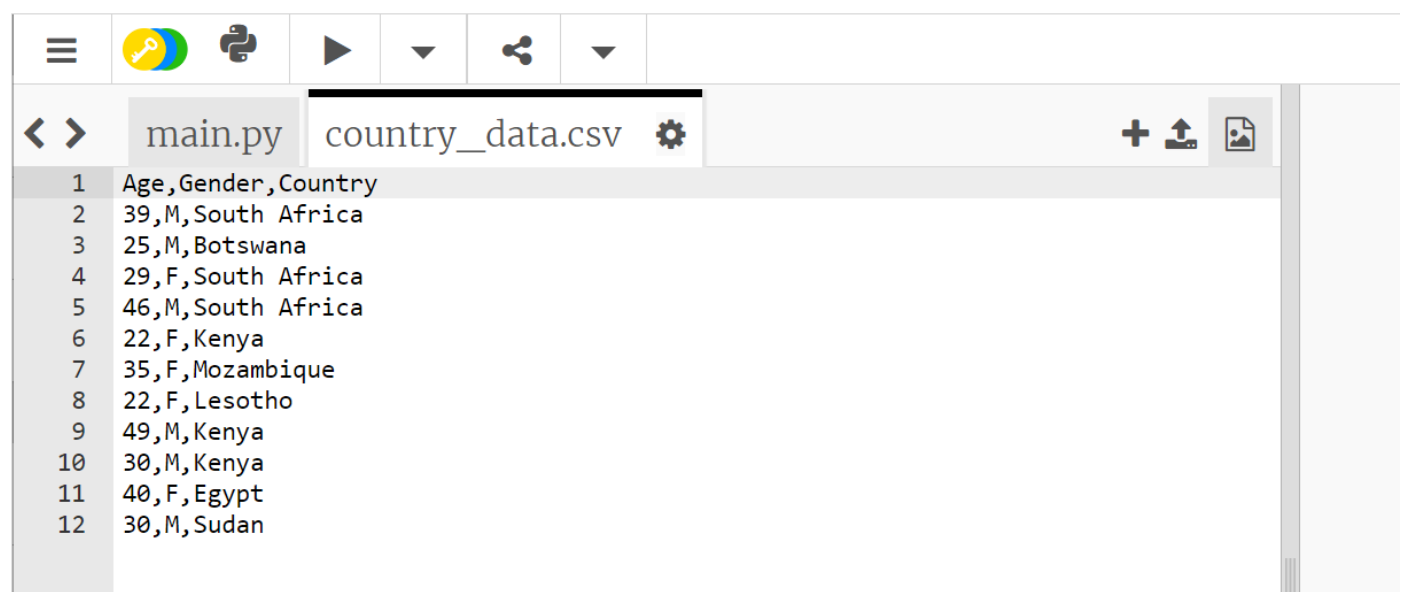 main.py country_data.csv
1 Age,Gender,Country
2 39,M,South Africa
3 25,M,Botswana
4 29,F,South Africa
5 46,M,South Africa
6 22,F,Kenya
7 35,F,Mozambique
8 22,F,Lesotho
9 49,M,Kenya
10 30,M,Kenya
11 40,F,Egypt
12 30,M,Sudan